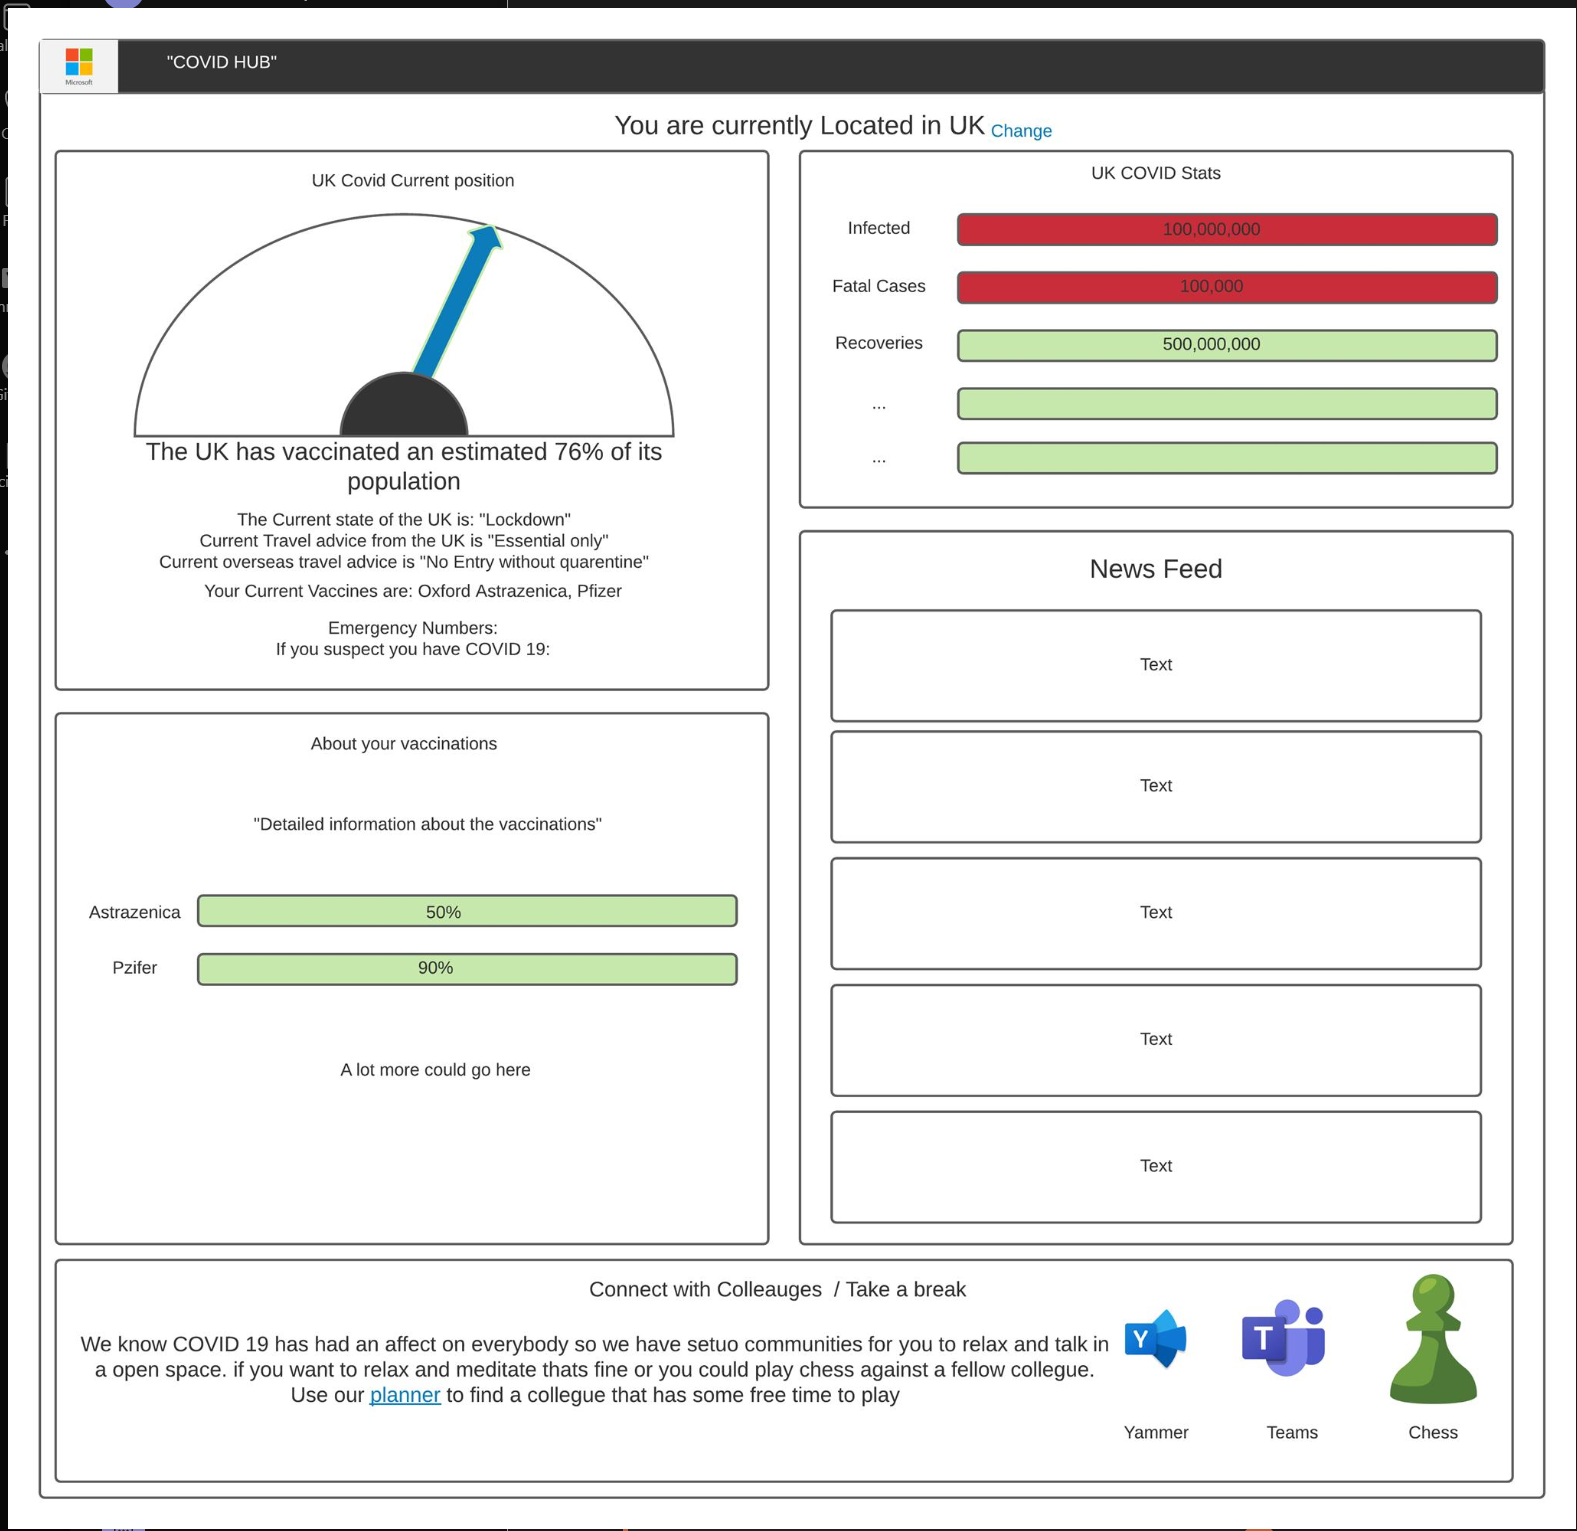 Microsoft
"COVID HUB"
You are currently Located in UK Change
UK Covid Current position
The UK has vaccinated an estimated 76% of its
population
The Current state of the UK is: "Lockdown"
Current Travel advice from the UK is "Essential only"
Current overseas travel advice is "No Entry without quarentine"
Your Current Vaccines are: Oxford Astrazenica, Pfizer
Emergency Numbers:
If you suspect you have COVID 19:
UK COVID Stats
Infected 100,000,000
Fatal Cases 100,000
Recoveries 500,000,000
...
...
About your vaccinations
"Detailed information about the vaccinations"
Astrazenica 50%
Pzifer 90%
A lot more could go here
News Feed
Text
Text
Text
Text
Text
Connect with Colleauges / Take a break
We know COVID 19 has had an affect on everybody so we have setuo communities for you to relax and talk in
a open space. if you want to relax and meditate thats fine or you could play chess against a fellow collegue.
Use our planner to find a collegue that has some free time to play
Y
T
Yammer
Teams
Chess